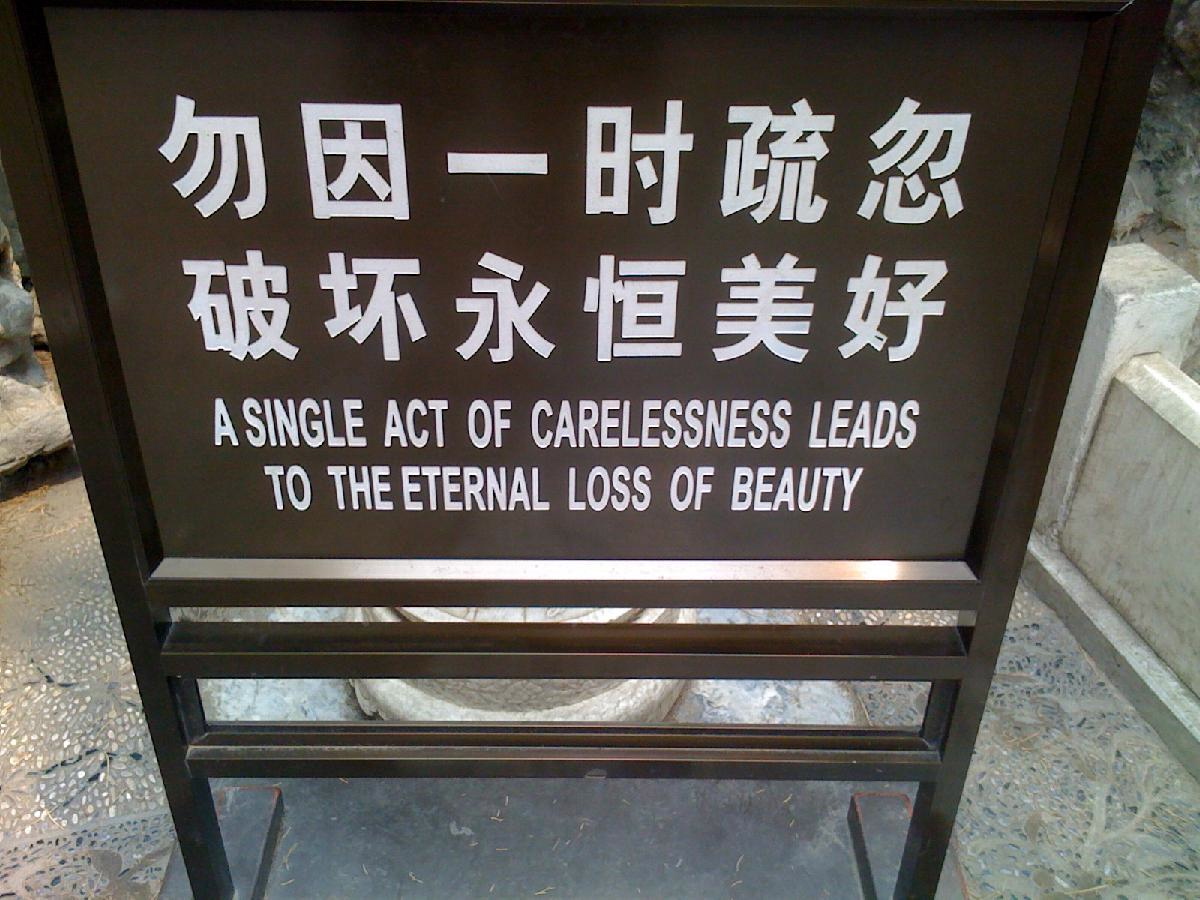 勿因一时疏忽
破坏永恒美好
A SINGLE ACT OF CARELESSNESS LEADS
TO THE ETERNAL LOSS OF BEAUTY